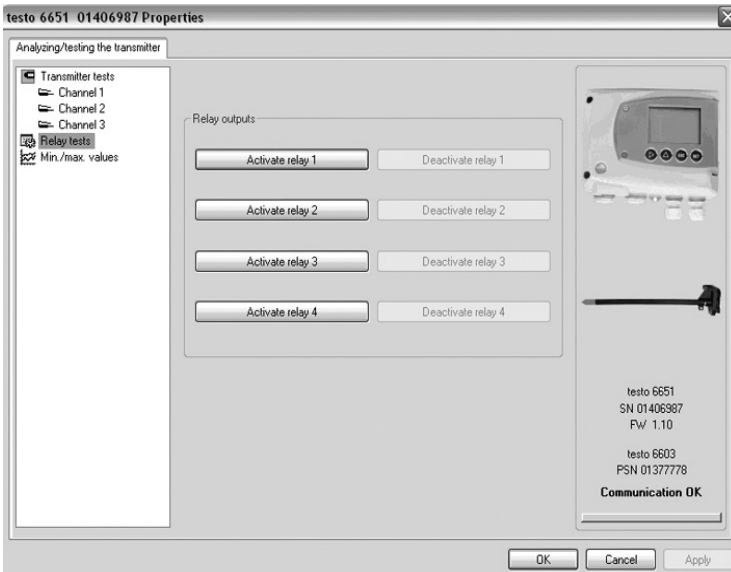 testo 6651 01406987 Properties
Analyzing/testing the transmitter
Transmitter tests
Channel 1
Channel 2
Channel 3
Relay tests
Min./max. values
Relay outputs
Activate relay 1 Deactivate relay 1
Activate relay 2 Deactivate relay 2
Activate relay 3 Deactivate relay 3
Activate relay 4 Deactivate relay 4
testo 6651
SN 01406987
FW 1.10
testo 6603
PSN 01377778
Communication OK
OK Cancel Apply